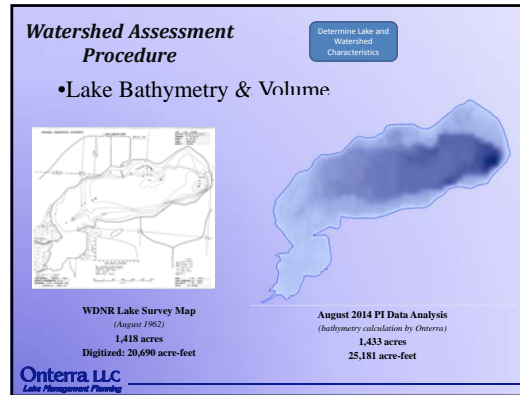 Watershed Assessment
Procedure
Determine Lake and
Watershed
Characteristics
•Lake Bathymetry & Volume
WDNR Lake Survey Map
(August 1962)
1,418 acres
Digitized: 20,690 acre-feet
August 2014 PI Data Analysis
(bathymetry calculation by Onterra)
1,433 acres
25,181 acre-feet
Onterra LLC
Lake Management Planning